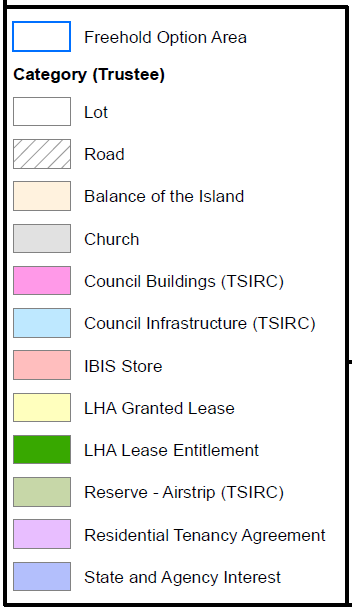 Freehold Option Area
Category (Trustee)
Lot
Road
Balance of the Island
Church
Council Buildings (TSIRC)
Council Infrastructure (TSIRC)
IBIS Store
LHA Granted Lease
LHA Lease Entitlement
Reserve - Airstrip (TSIRC)
Residential Tenancy Agreement
State and Agency Interest